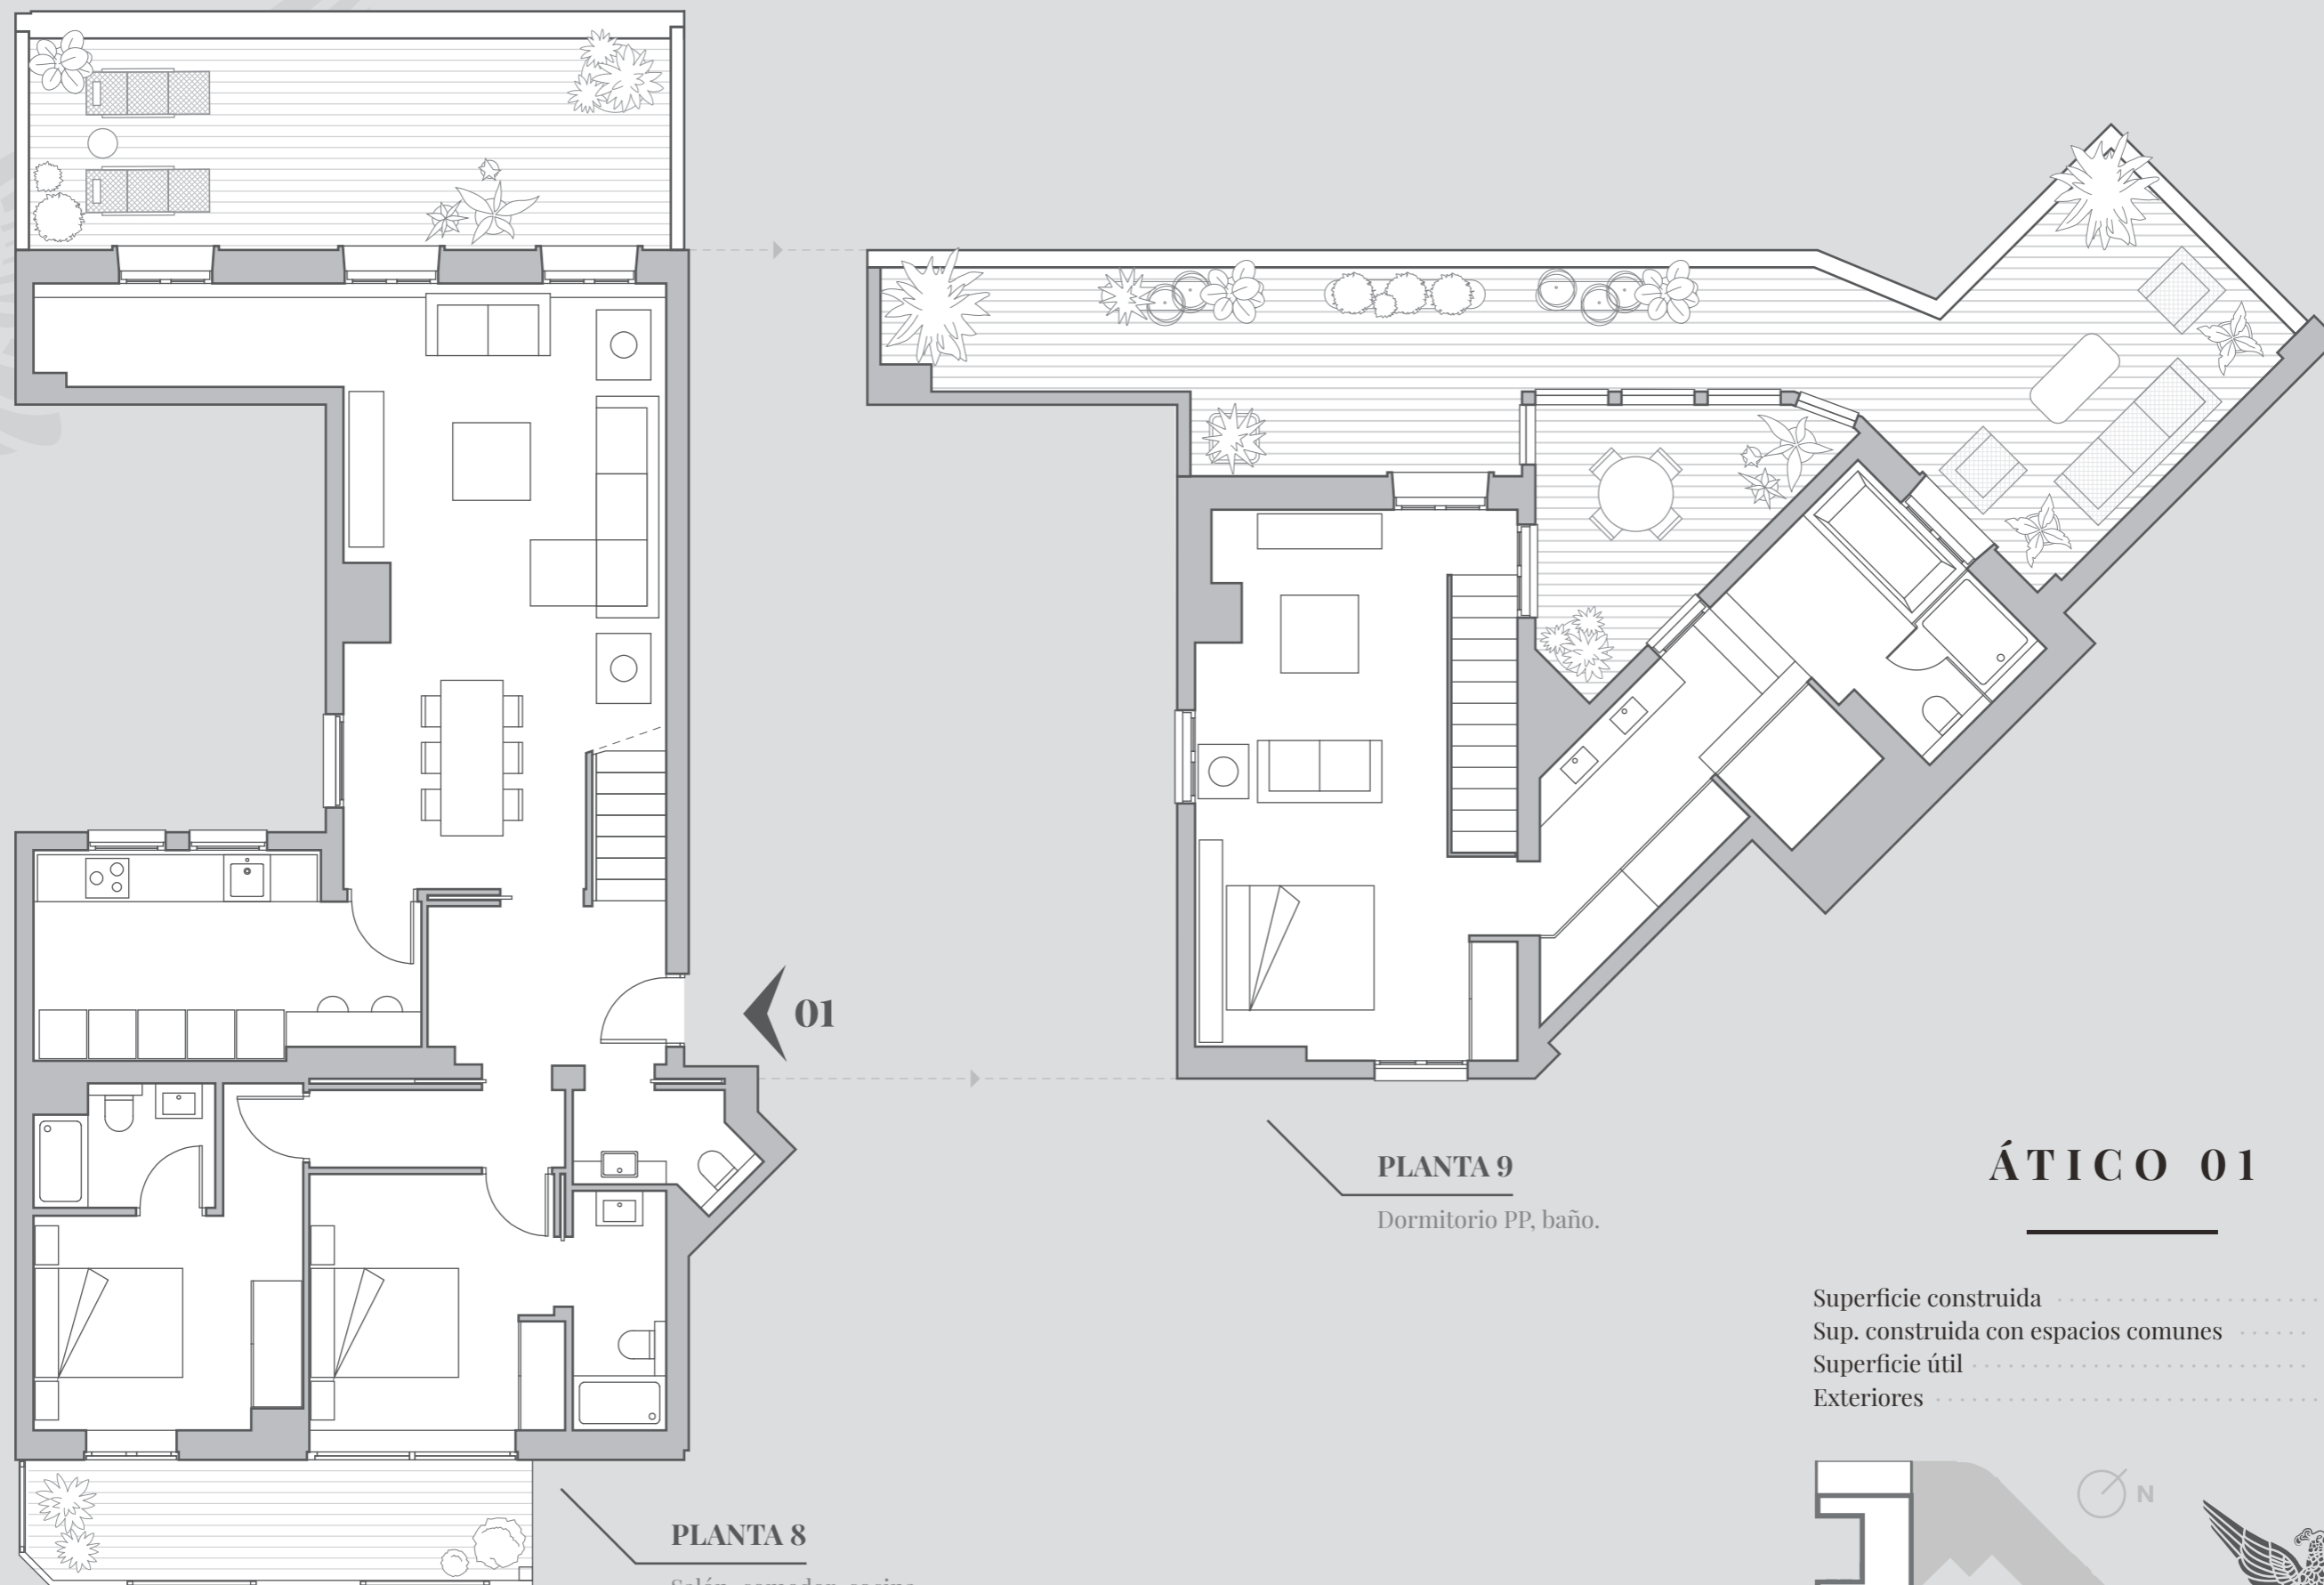 01
PLANTA 9
Dormitorio PP, baño.
ÁTICO 01
Superficie construida
Sup. construida con espacios comunes
Superficie útil
Exteriores
N
PLANTA 8